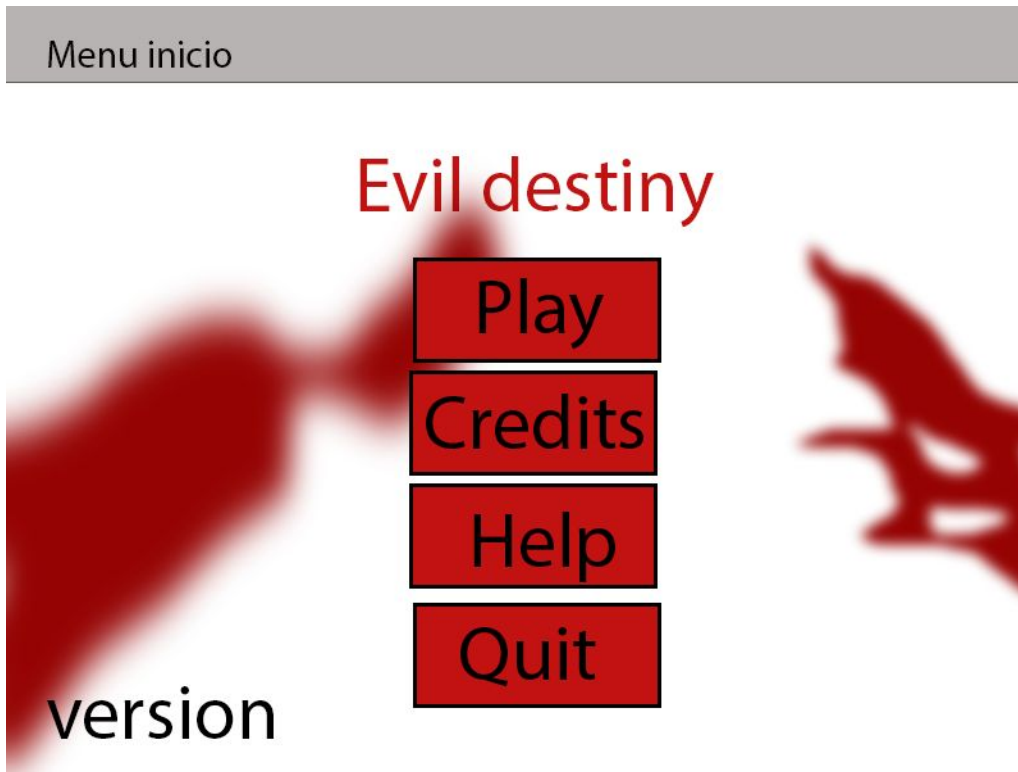 Menu inicio
Evil destiny
Play
Credits
Help
Quit
version